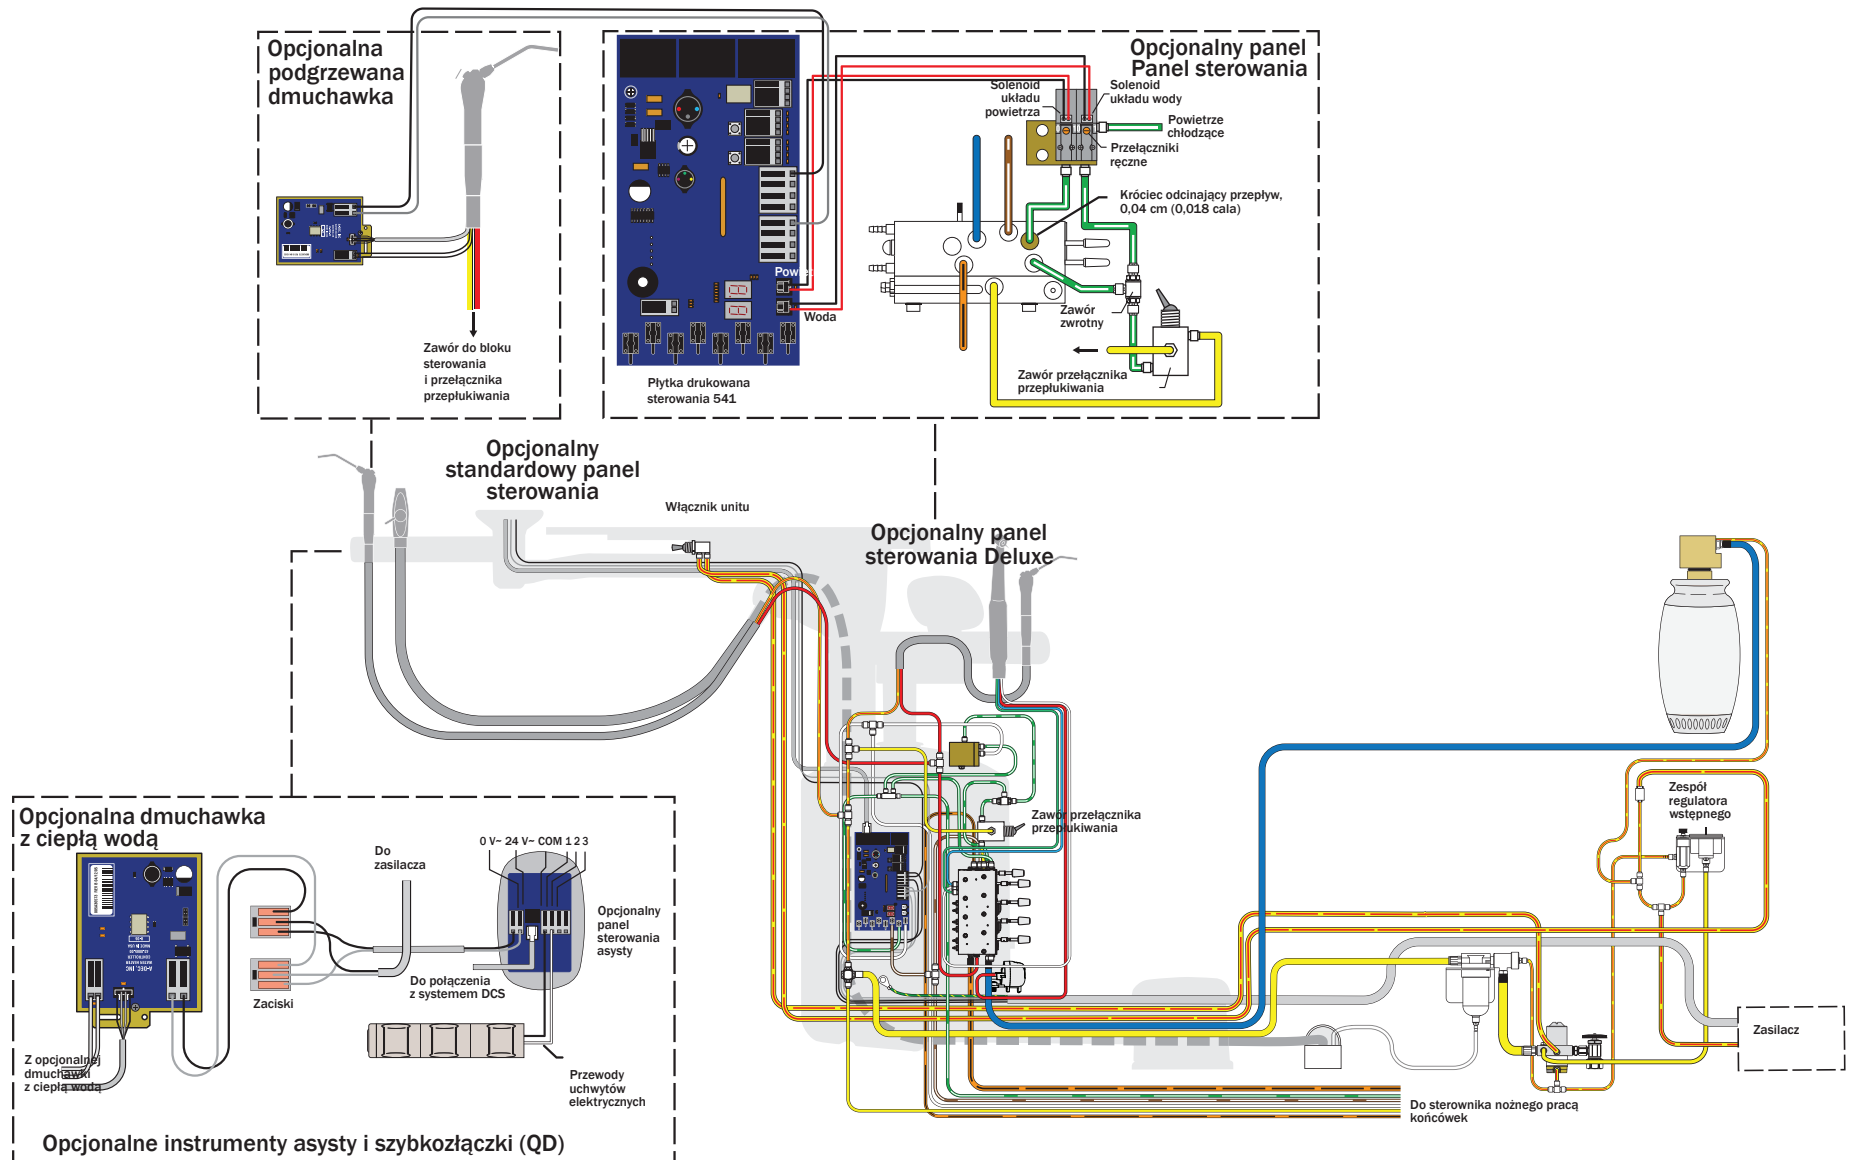 Opcjonalna
podgrzewana
dmuchawka
Zawór do bloku
sterowania
i przełącznika
przepłukiwania
Opcjonalny panel
Panel sterowania
Solenoid
układu
powietrza
Solenoid
układu wody
Powietrze
chłodzące
Przełączniki
ręczne
Króciec odcinający przepływ,
0,04 cm (0,018 cala)
Woda
Zawór
zwrotny
Zawór przełącznika
przepłukiwania
Płytka drukowana
sterowania 541
Opcjonalny
standardowy panel
sterowania
Włącznik unitu
Opcjonalny panel
sterowania Deluxe
Zawór przełącznika
przepłukiwania
Zespół
regulatora
wstępnego
Zasilacz
Do sterownika nożnego pracą
końcówek
Opcjonalna dmuchawka
z ciepłą wodą
Do
zasilacza
0 V~ 24 V~ COM 1 2 3
Opcjonalny
panel
sterowania
asysty
Zaciski
Do połączenia
z systemem DCS
Z opcjonalnej
dmuchawki
z ciepłą wodą
Przewody
uchwytów
elektrycznych
Opcjonalne instrumenty asysty i szybkozłączki (QD)